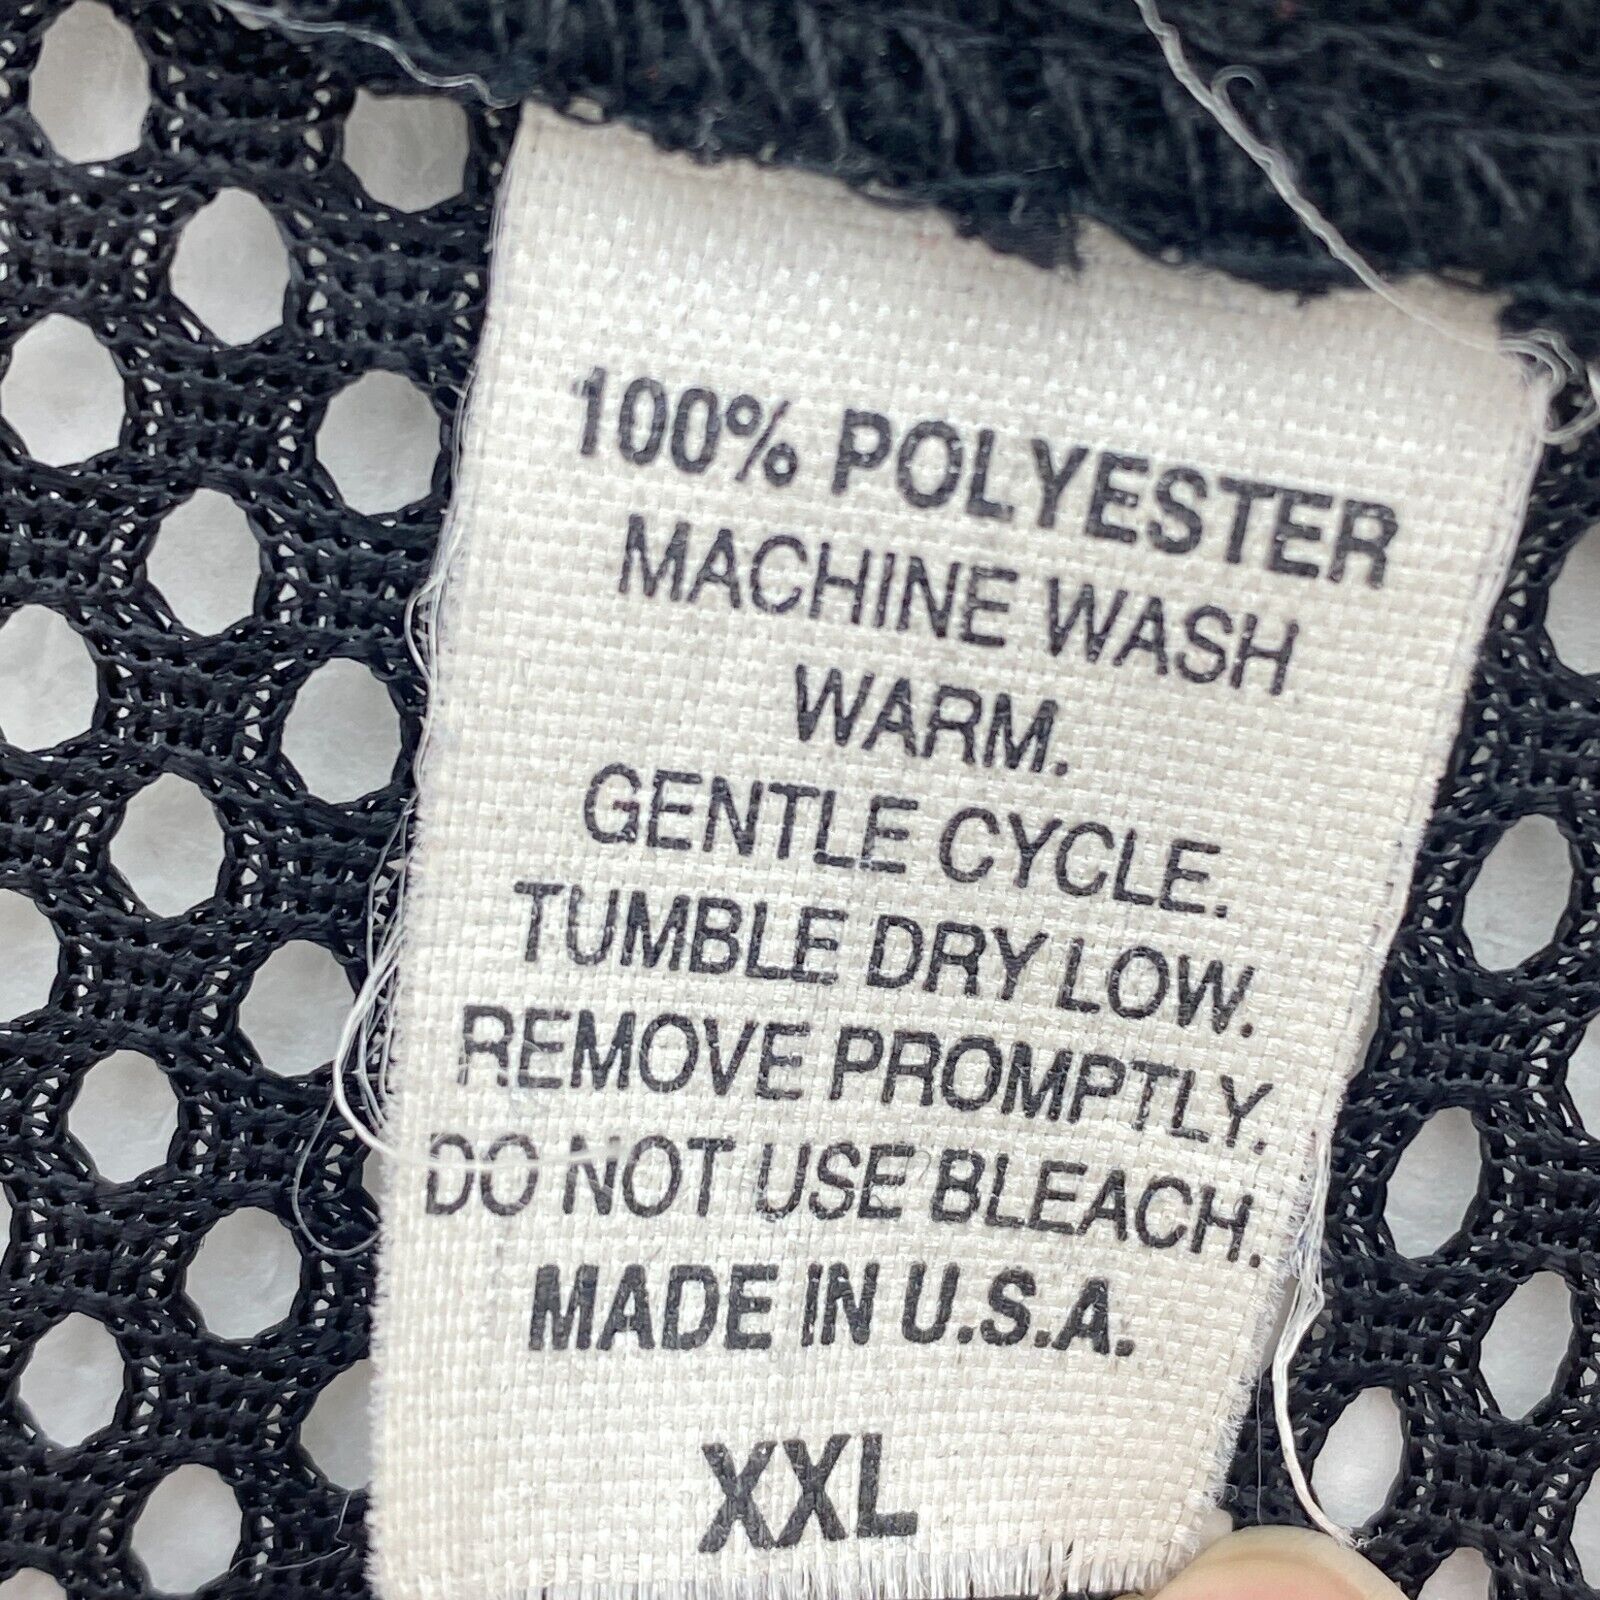 100% POLYESTER
MACHINE WASH
WARM.
GENTLE CYCLE.
TUMBLE DRY LOW.
REMOVE PROMPTLY.
DO NOT USE BLEACH.
MADE IN U.S.A.
XXL